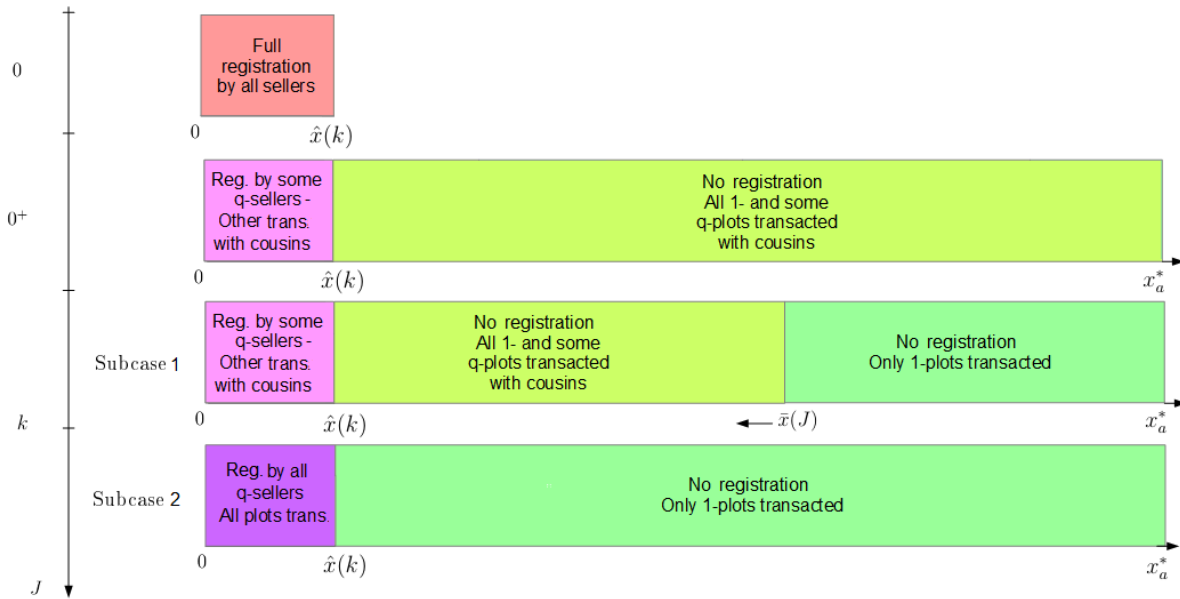 0
Full
registration
by all sellers
0
x̂(k)
0⁺
Reg. by some
q-sellers -
Other trans.
with cousins
No registration
All 1- and some
q-plots transacted
with cousins
0
x̂(k)
x*ₐ
Subcase 1
Reg. by some
q-sellers -
Other trans.
with cousins
No registration
All 1- and some
q-plots transacted
with cousins
No registration
Only 1-plots transacted
0
x̂(k)
x̄(J)
x*ₐ
k
Subcase 2
Reg. by all
q-sellers
All plots trans.
No registration
Only 1-plots transacted
0
x̂(k)
x*ₐ
J